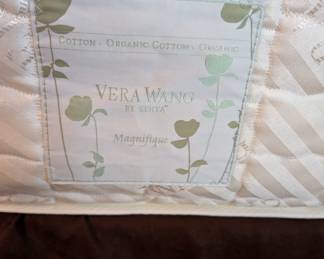 COTTON · ORGANIC COTTON · ORGANIC
VERA WANG
BY SERTA
Magnifique